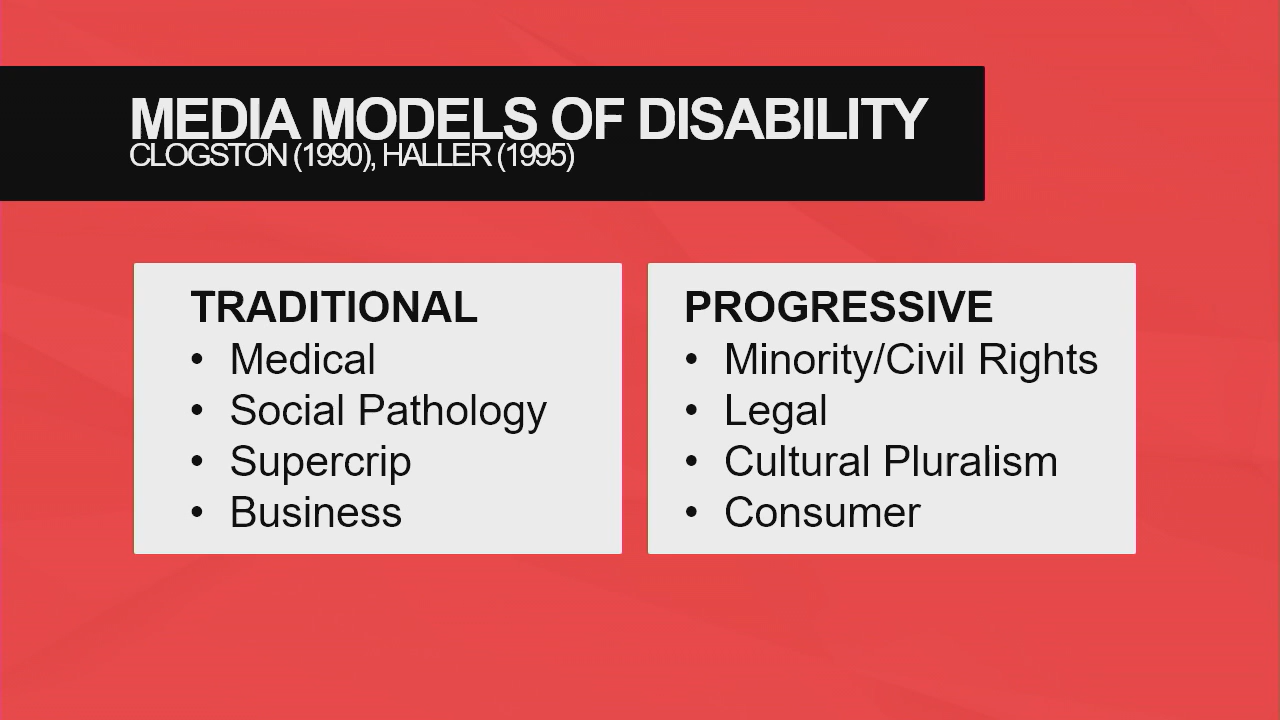 MEDIA MODELS OF DISABILITY
CLOGSTON (1990), HALLER (1995)
TRADITIONAL
• Medical
• Social Pathology
• Supercrip
• Business
PROGRESSIVE
• Minority/Civil Rights
• Legal
• Cultural Pluralism
• Consumer